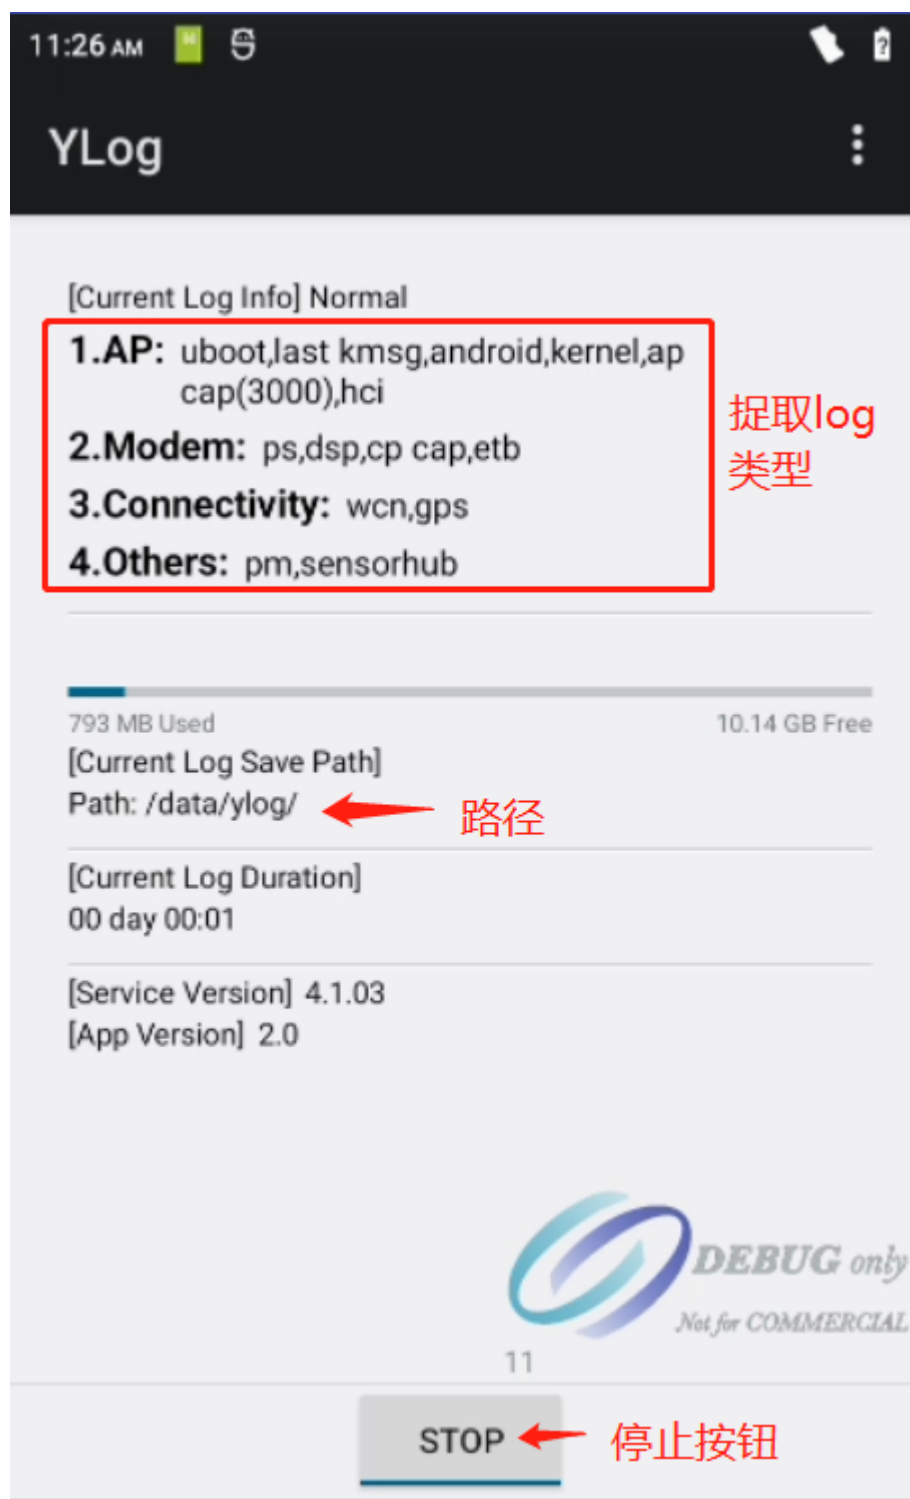 11:26 AM
YLog
[Current Log Info] Normal
1.AP: uboot,last kmsg,android,kernel,ap
cap(3000),hci
2.Modem: ps,dsp,cp cap,etb
3.Connectivity: wcn,gps
4.Others: pm,sensorhub
捉取log
类型
793 MB Used
10.14 GB Free
[Current Log Save Path]
Path: /data/ylog/
路径
[Current Log Duration]
00 day 00:01
[Service Version] 4.1.03
[App Version] 2.0
DEBUG only
Not for COMMERCIAL
11
STOP
停止按钮